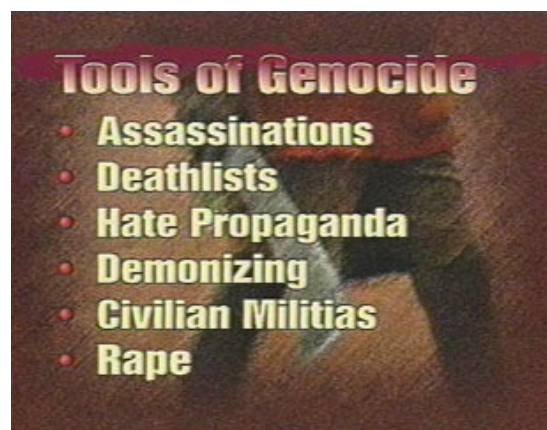 Tools of Genocide
• Assassinations
• Deathlists
• Hate Propaganda
• Demonizing
• Civilian Militias
• Rape